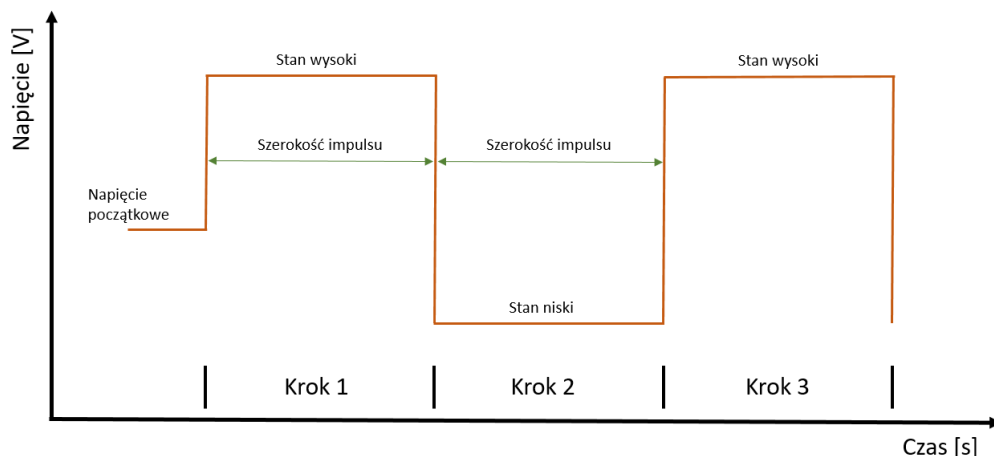 Napięcie [V]
Stan wysoki
Stan wysoki
Szerokość impulsu
Szerokość impulsu
Napięcie
początkowe
Stan niski
Krok 1
Krok 2
Krok 3
Czas [s]